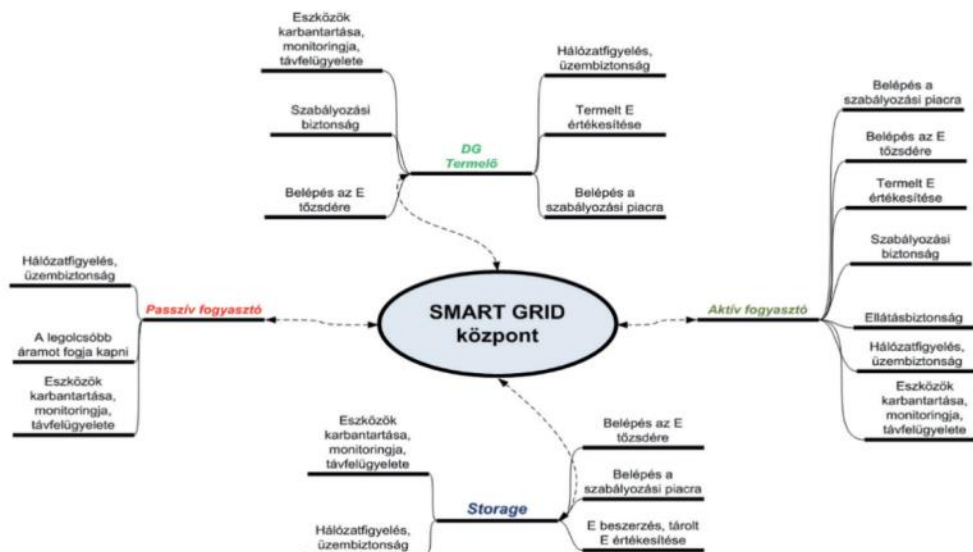 Eszközök
karbantartása,
monitoringja,
távfelügyelete
Szabályozási
biztonság
Belépés az E
tőzsdére
DG
Termelő
Hálózatfigyelés,
üzembiztonság
Termelt E
értékesítése
Belépés a
szabályozási piacra
Hálózatfigyelés,
üzembiztonság
A legolcsóbb
áramot fogja kapni
Eszközök
karbantartása,
monitoringja,
távfelügyelete
Passzív fogyasztó
SMART GRID
központ
Aktív fogyasztó
Belépés a
szabályozási piacra
Belépés az E
tőzsdére
Termelt E
értékesítése
Szabályozási
biztonság
Ellátásbiztonság
Hálózatfigyelés,
üzembiztonság
Eszközök
karbantartása,
monitoringja,
távfelügyelete
Eszközök
karbantartása,
monitoringja,
távfelügyelete
Hálózatfigyelés,
üzembiztonság
Storage
Belépés az E
tőzsdére
Belépés a
szabályozási piacra
E beszerzés, tárolt
E értékesítése